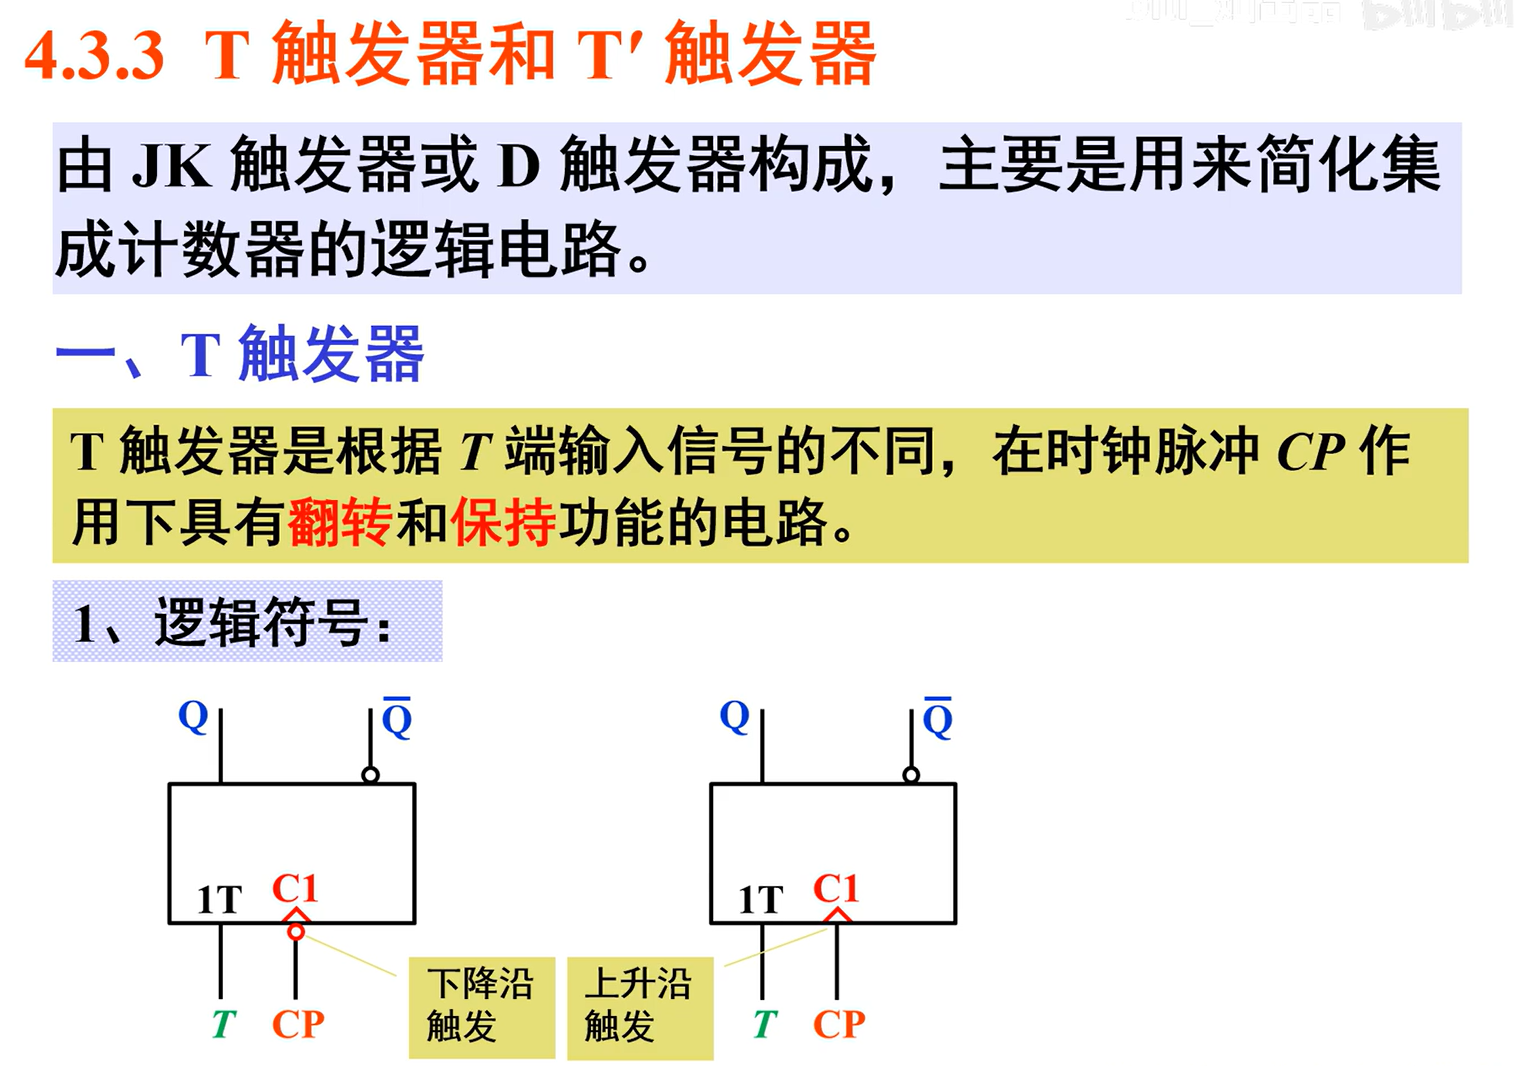 4.3.3 T 触发器和 T′ 触发器
由 JK 触发器或 D 触发器构成，主要是用来简化集
成计数器的逻辑电路。
一、T 触发器
T 触发器是根据 T 端输入信号的不同，在时钟脉冲 CP 作
用下具有翻转和保持功能的电路。
1、逻辑符号：
Q Q̅ Q Q̅
1T C1 1T C1
下降沿
触发
上升沿
触发
T CP T CP